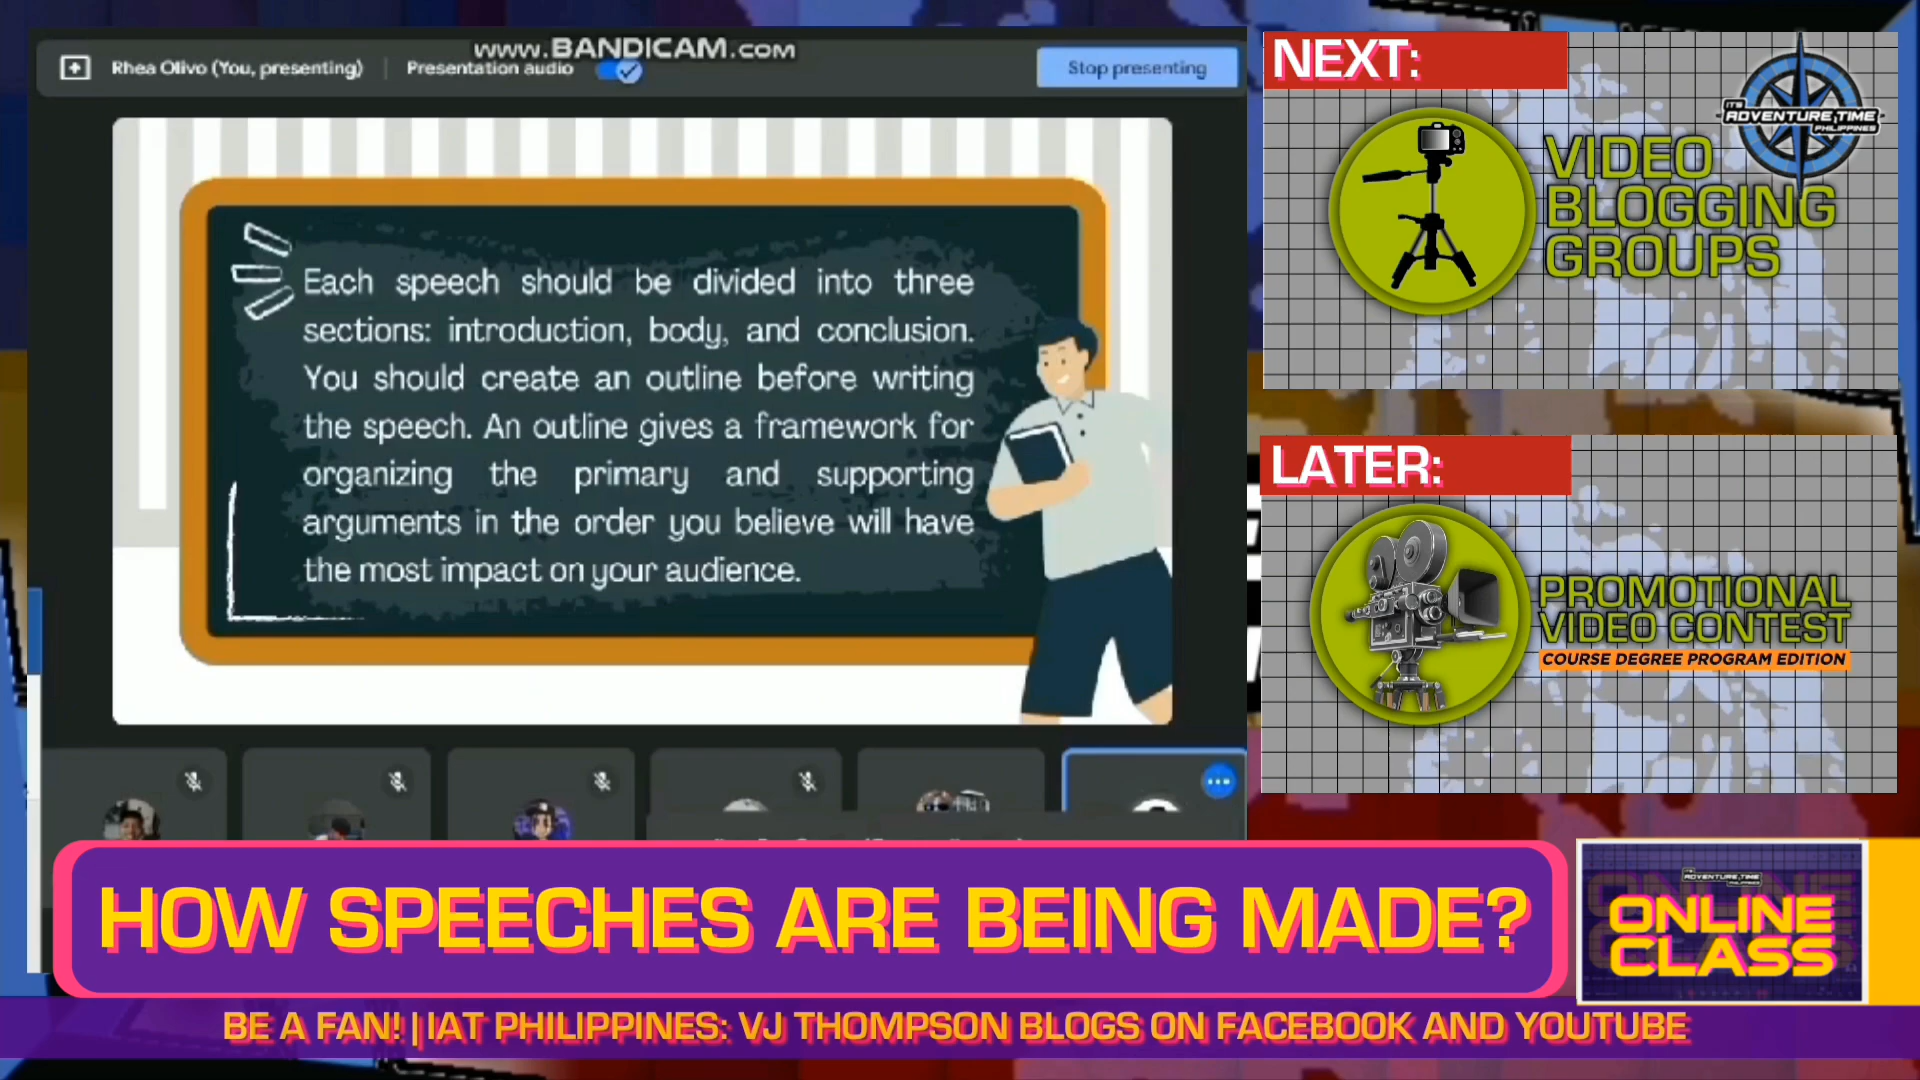 www.BANDICAM.com
Rhea Olivo (You, presenting)
Presentation audio
Stop presenting
Each speech should be divided into three
sections: introduction, body, and conclusion.
You should create an outline before writing
the speech. An outline gives a framework for
organizing the primary and supporting
arguments in the order you believe will have
the most impact on your audience.
NEXT:
IT'S
ADVENTURE TIME
PHILIPPINES
VIDEO
BLOGGING
GROUPS
LATER:
PROMOTIONAL
VIDEO CONTEST
COURSE DEGREE PROGRAM EDITION
HOW SPEECHES ARE BEING MADE?
ADVENTURE TIME
ONLINE
CLASS
BE A FAN! | IAT PHILIPPINES: VJ THOMPSON BLOGS ON FACEBOOK AND YOUTUBE